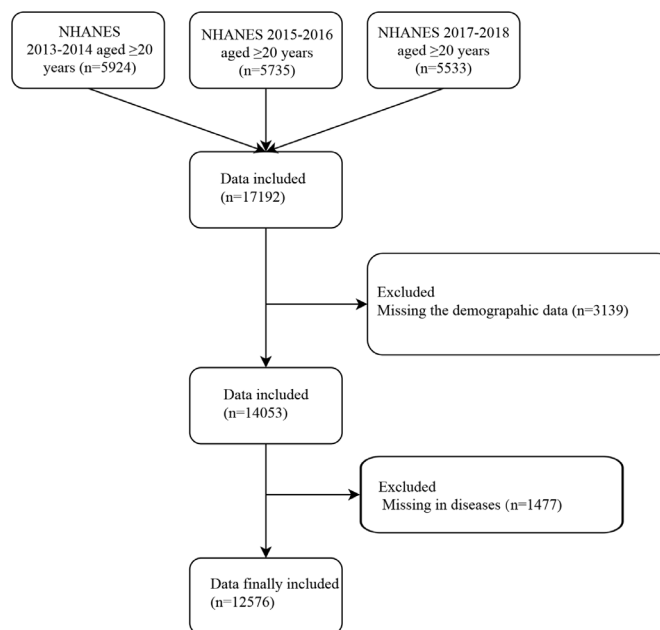 NHANES
2013-2014 aged ≥20
years (n=5924)
NHANES 2015-2016
aged ≥20 years
(n=5735)
NHANES 2017-2018
aged ≥20 years
(n=5533)
Data included
(n=17192)
Excluded
Missing the demograpahic data (n=3139)
Data included
(n=14053)
Excluded
Missing in diseases (n=1477)
Data finally included
(n=12576)